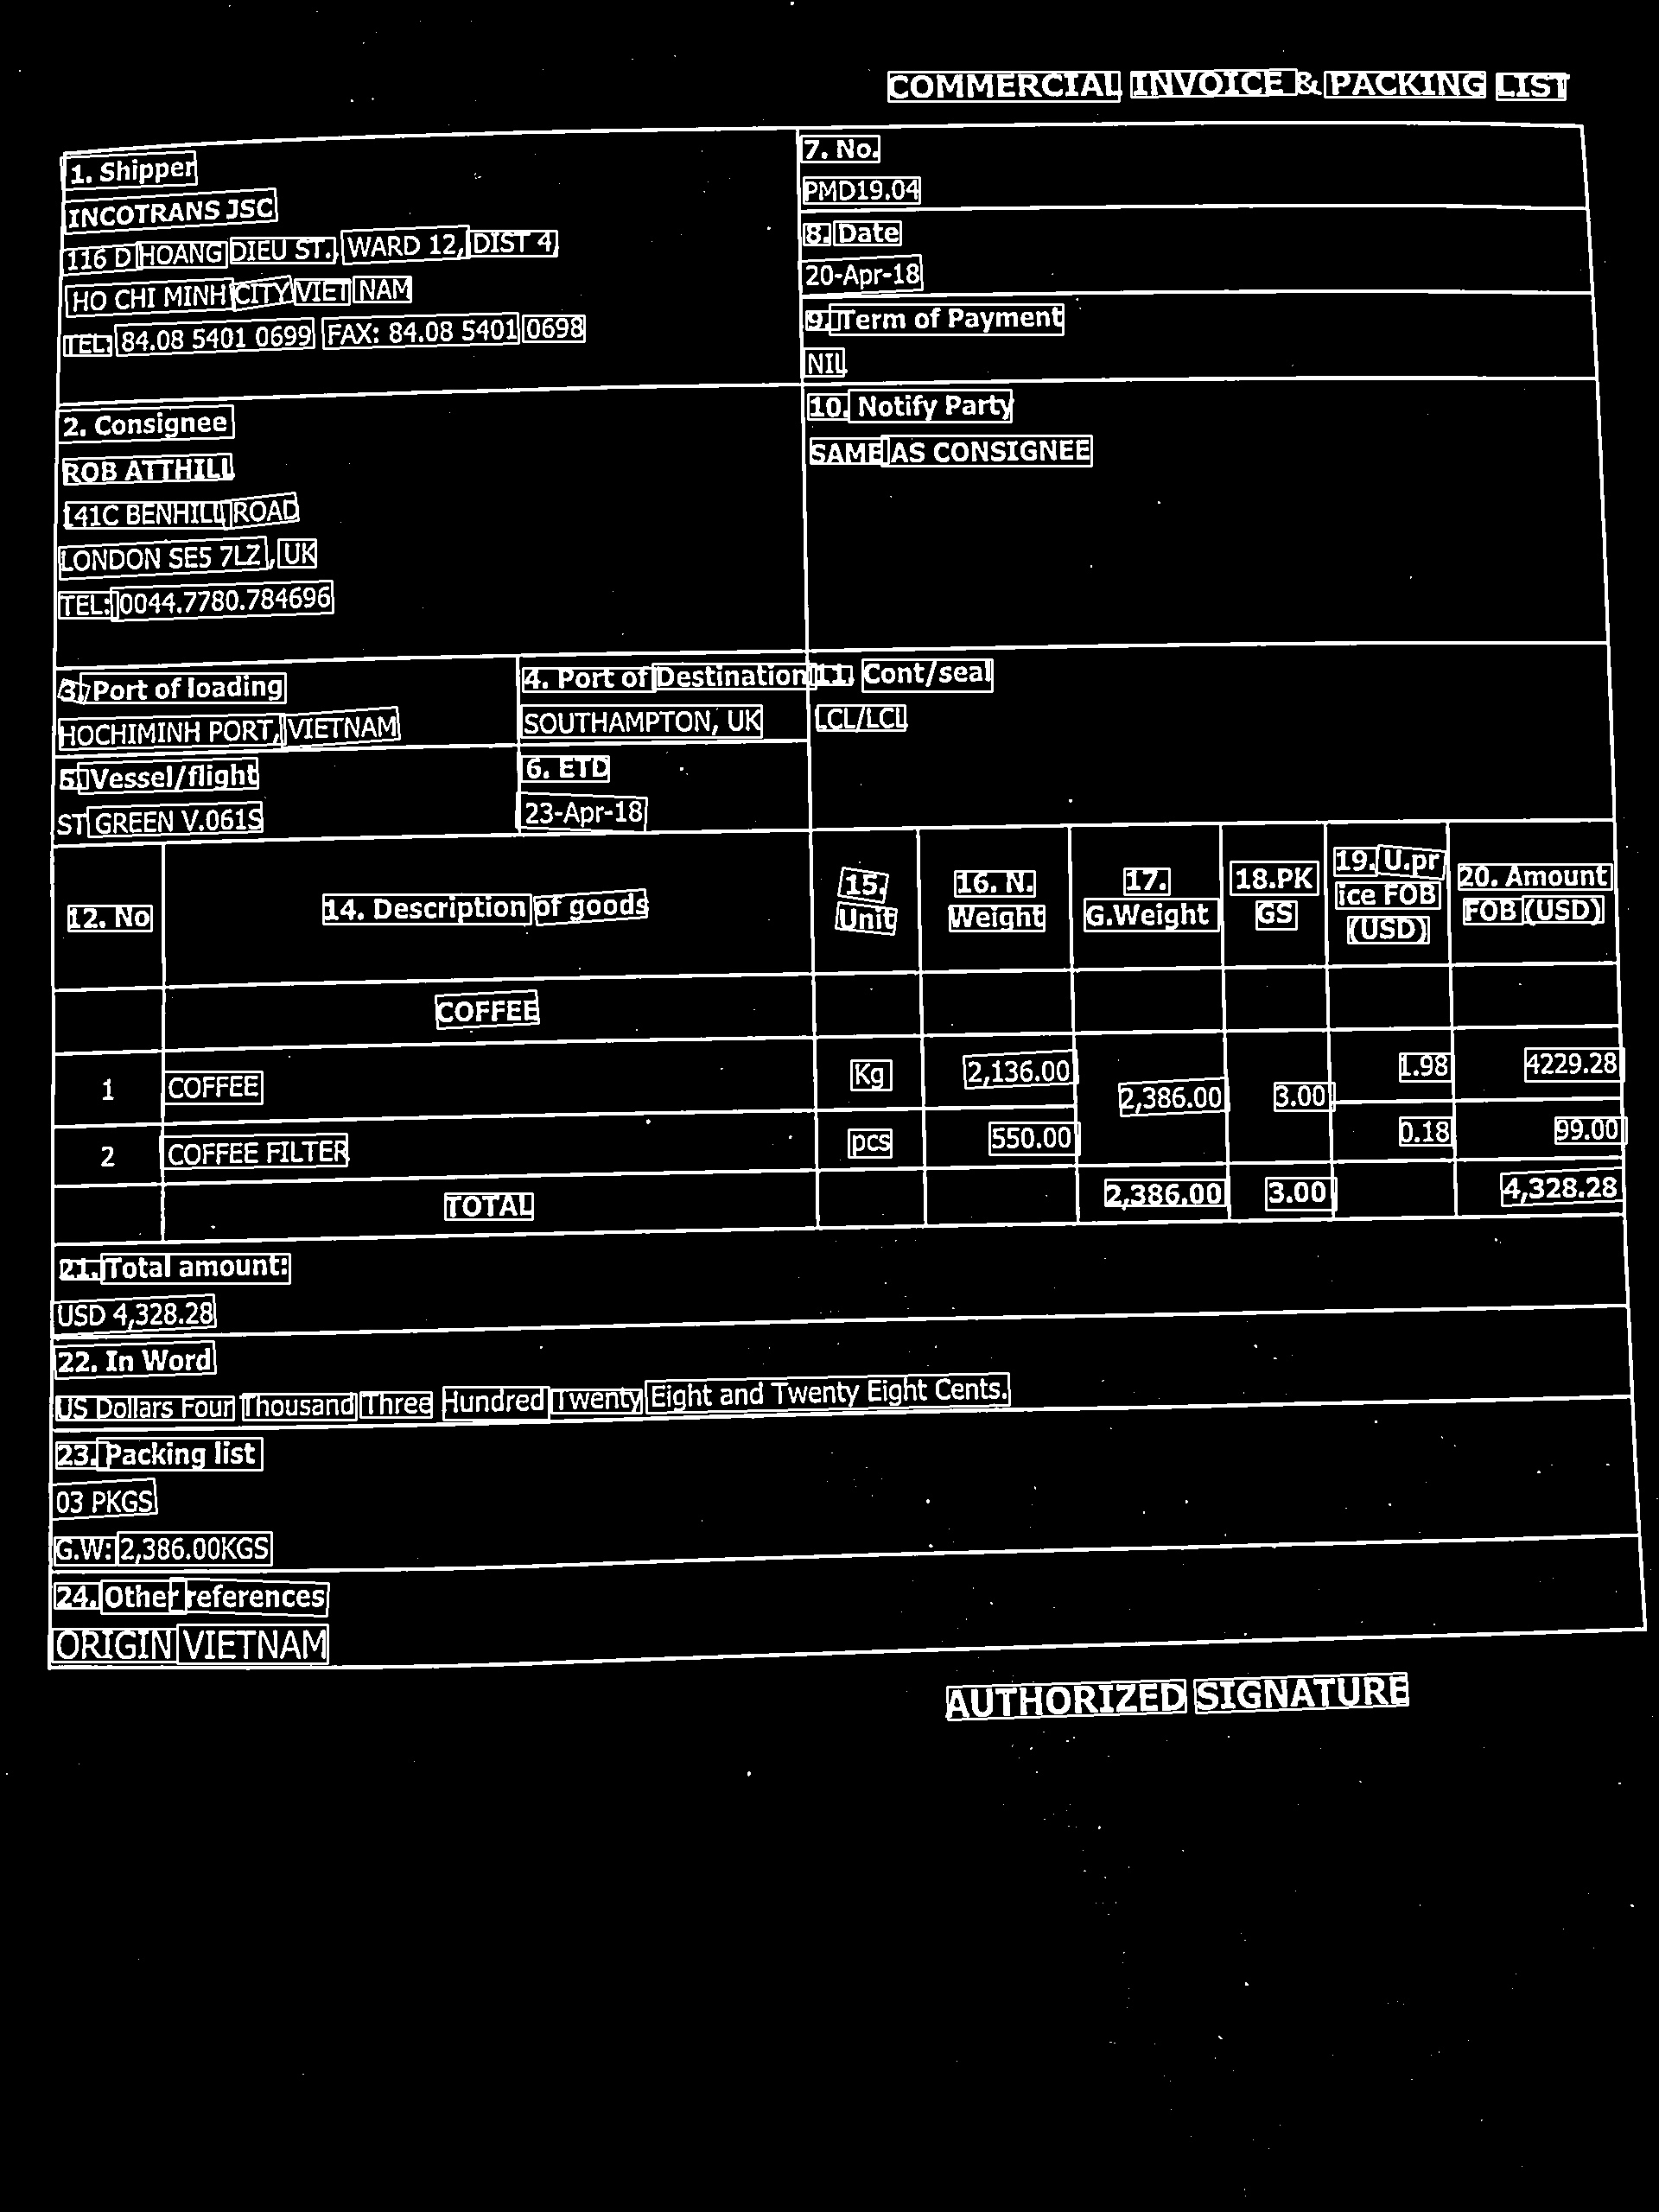 COMMERCIAL INVOICE & PACKING LIST
1. Shipper
INCOTRANS JSC
116 D HOANG DIEU ST., WARD 12, DIST 4,
HO CHI MINH CITY VIET NAM
TEL: 84.08 5401 0699 FAX: 84.08 5401 0698
7. No.
PMD19.04
8. Date
20-Apr-18
9. Term of Payment
NIL
2. Consignee
ROB ATTHILL
141C BENHILL ROAD
LONDON SE5 7LZ , UK
TEL: 0044.7780.784696
10. Notify Party
SAME AS CONSIGNEE
3. Port of loading
HOCHIMINH PORT, VIETNAM
4. Port of Destination
SOUTHAMPTON, UK
11. Cont/seal
LCL/LCL
5. Vessel/flight
ST GREEN V.061S
6. ETD
23-Apr-18
12. No 14. Description of goods 15. Unit 16. N. Weight 17. G.Weight 18.PK GS 19. U.pr ice FOB (USD) 20. Amount FOB (USD)
COFFEE
1 COFFEE Kg 2,136.00 2,386.00 3.00 1.98 4229.28
2 COFFEE FILTER pcs 550.00 0.18 99.00
TOTAL 2,386.00 3.00 4,328.28
21. Total amount:
USD 4,328.28
22. In Word
US Dollars Four Thousand Three Hundred Twenty Eight and Twenty Eight Cents.
23. Packing list
03 PKGS
G.W: 2,386.00KGS
24. Other references
ORIGIN VIETNAM
AUTHORIZED SIGNATURE